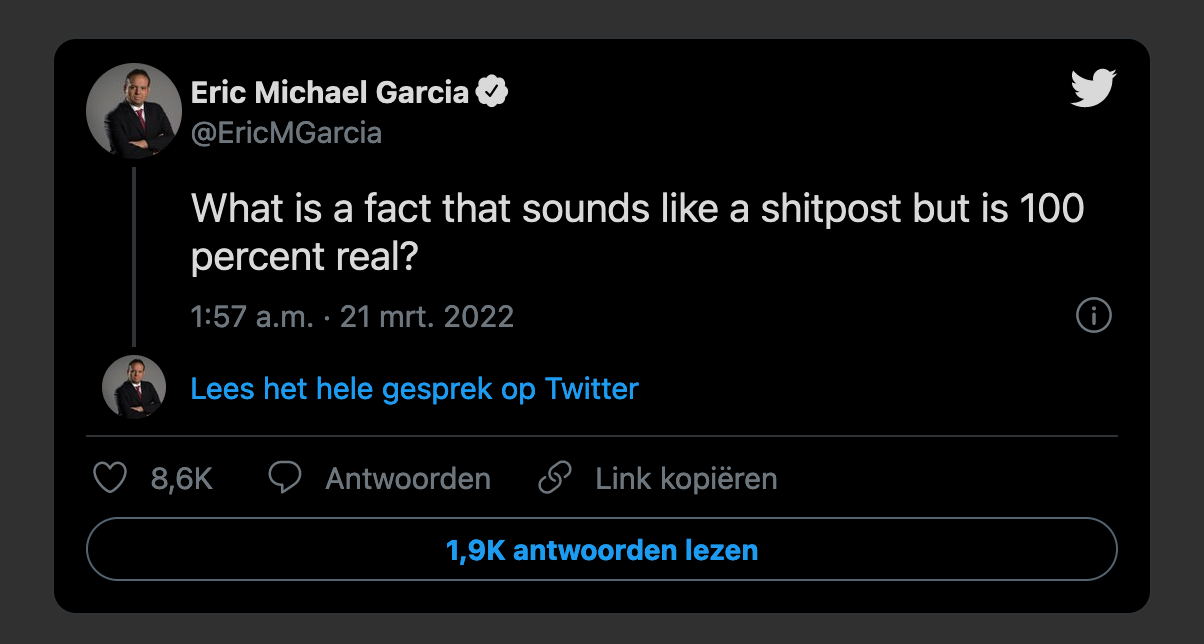 Eric Michael Garcia
@EricMGarcia
What is a fact that sounds like a shitpost but is 100
percent real?
1:57 a.m. · 21 mrt. 2022
Lees het hele gesprek op Twitter
8,6K Antwoorden Link kopiëren
1,9K antwoorden lezen